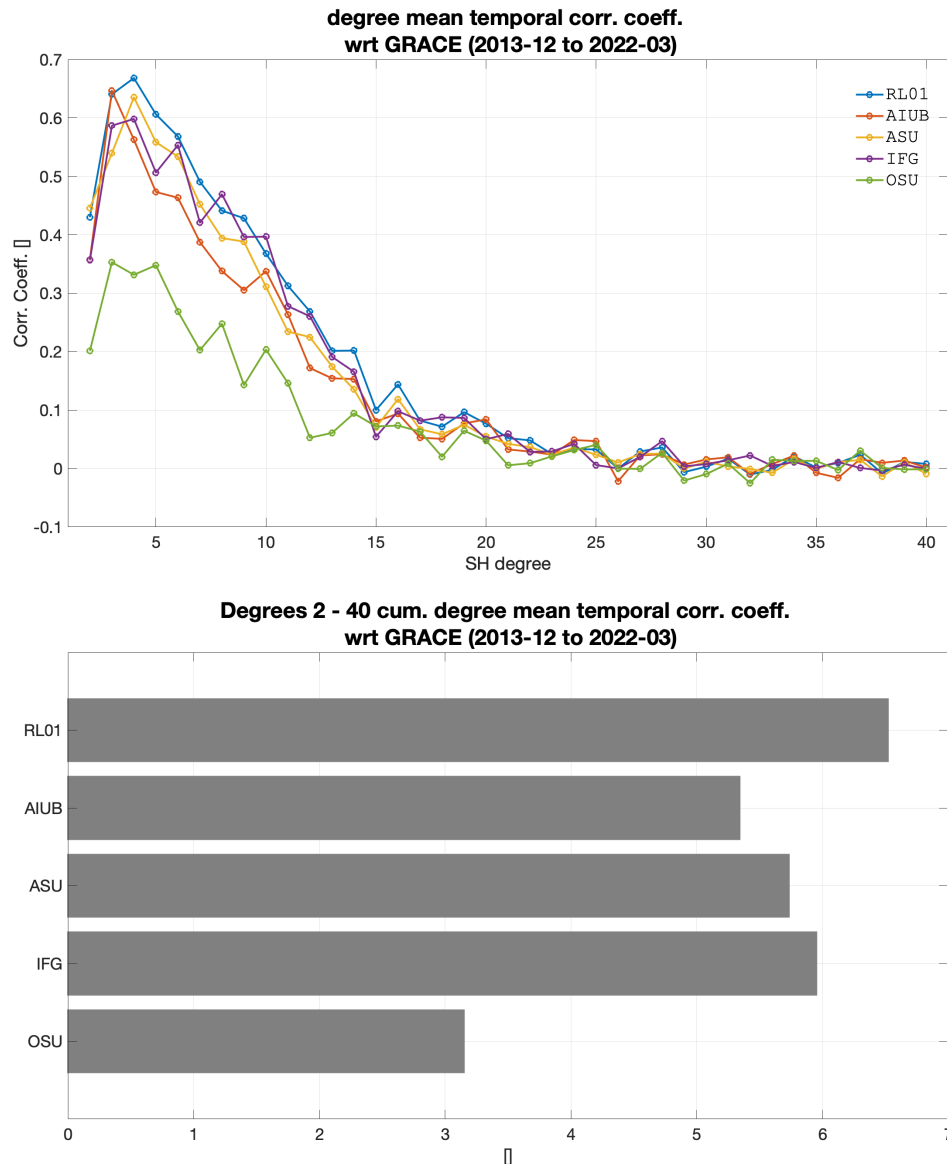 degree mean temporal corr. coeff.
wrt GRACE (2013-12 to 2022-03)
0.7
0.6
0.5
0.4
0.3
0.2
0.1
0
-0.1
Corr. Coeff. []
RL01
AIUB
ASU
IFG
OSU
5 10 15 20 25 30 35 40
SH degree
Degrees 2 - 40 cum. degree mean temporal corr. coeff.
wrt GRACE (2013-12 to 2022-03)
RL01
AIUB
ASU
IFG
OSU
0 1 2 3 4 5 6 7
[]